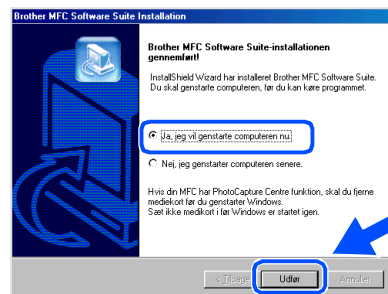 Brother MFC Software Suite Installation
Brother MFC Software Suite-installationen
gennemført!
InstallShield Wizard har installeret Brother MFC Software Suite.
Du skal genstarte computeren, før du kan køre programmet.
Ja, jeg vil genstarte computeren nu.
Nej, jeg genstarter computeren senere.
Hvis din MFC har PhotoCapture Centre funktion, skal du fjerne
mediekort før du genstarter Windows.
Sæt ikke medikort i før Windows er startet igen.
< Tilbage Udfør Annuller